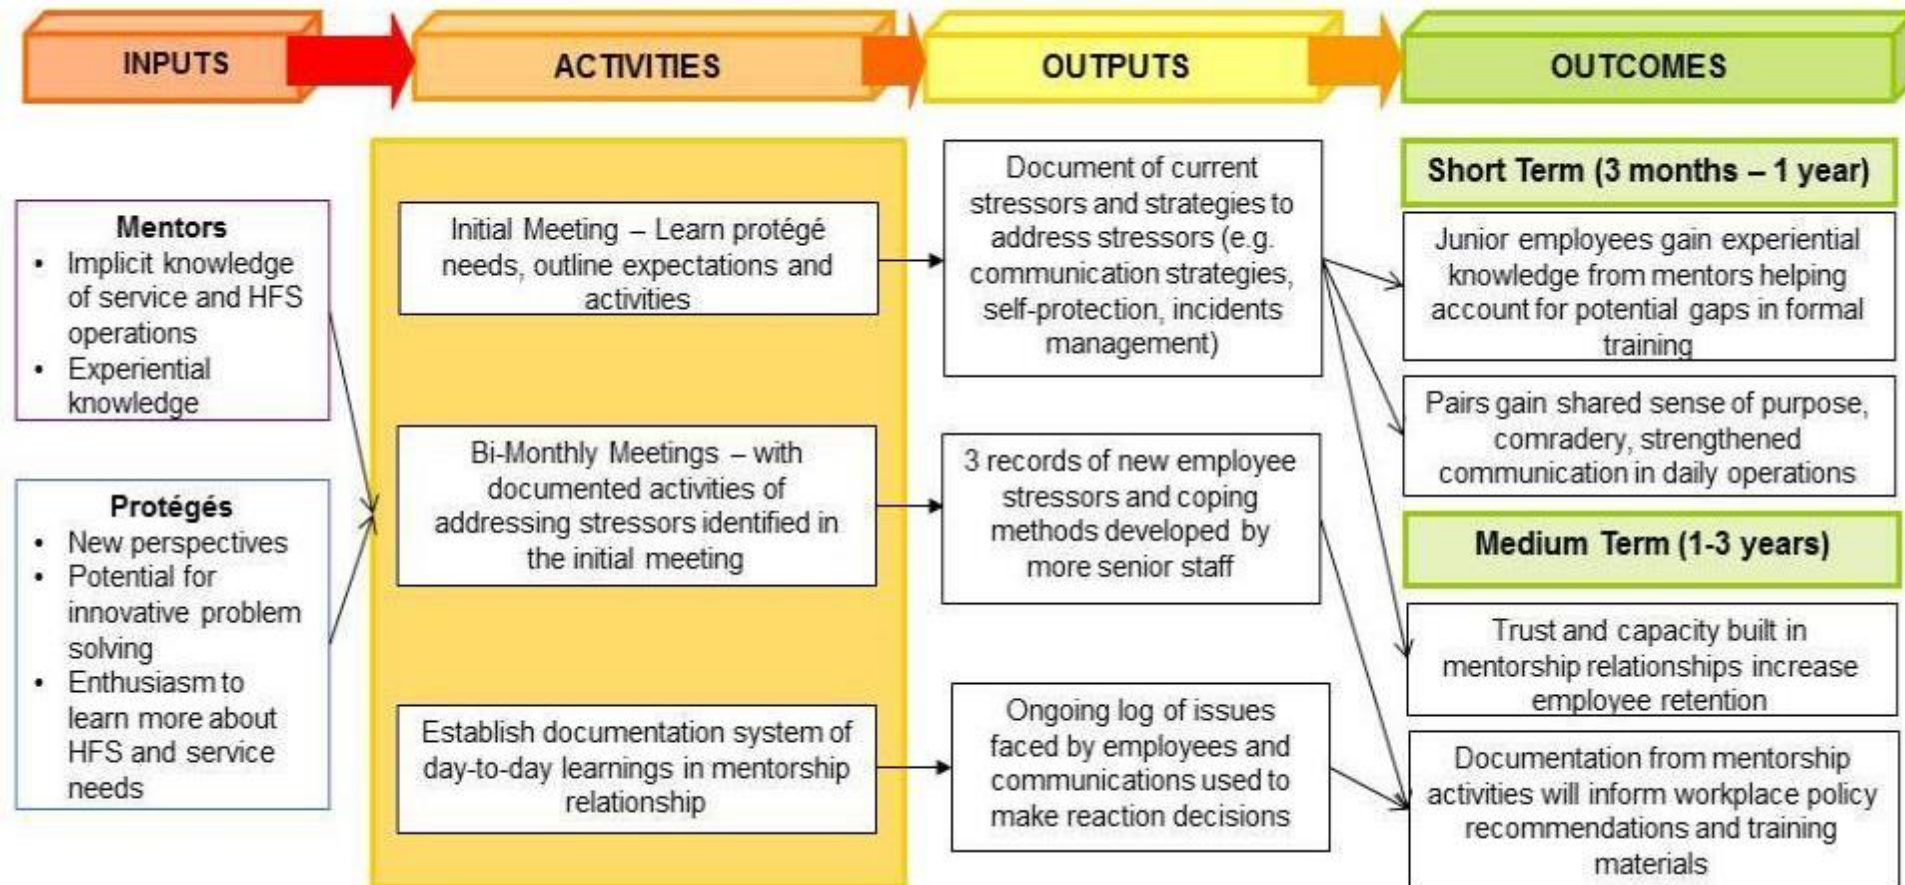 INPUTS
ACTIVITIES
OUTPUTS
OUTCOMES
Mentors
• Implicit knowledge
of service and HFS
operations
• Experiential
knowledge
Protégés
• New perspectives
• Potential for
innovative problem
solving
• Enthusiasm to
learn more about
HFS and service
needs
Initial Meeting – Learn protégé
needs, outline expectations and
activities
Bi-Monthly Meetings – with
documented activities of
addressing stressors identified in
the initial meeting
Establish documentation system of
day-to-day learnings in mentorship
relationship
Document of current
stressors and strategies to
address stressors (e.g.
communication strategies,
self-protection, incidents
management)
3 records of new employee
stressors and coping
methods developed by
more senior staff
Ongoing log of issues
faced by employees and
communications used to
make reaction decisions
Short Term (3 months – 1 year)
Junior employees gain experiential
knowledge from mentors helping
account for potential gaps in formal
training
Pairs gain shared sense of purpose,
comradery, strengthened
communication in daily operations
Medium Term (1-3 years)
Trust and capacity built in
mentorship relationships increase
employee retention
Documentation from mentorship
activities will inform workplace policy
recommendations and training
materials